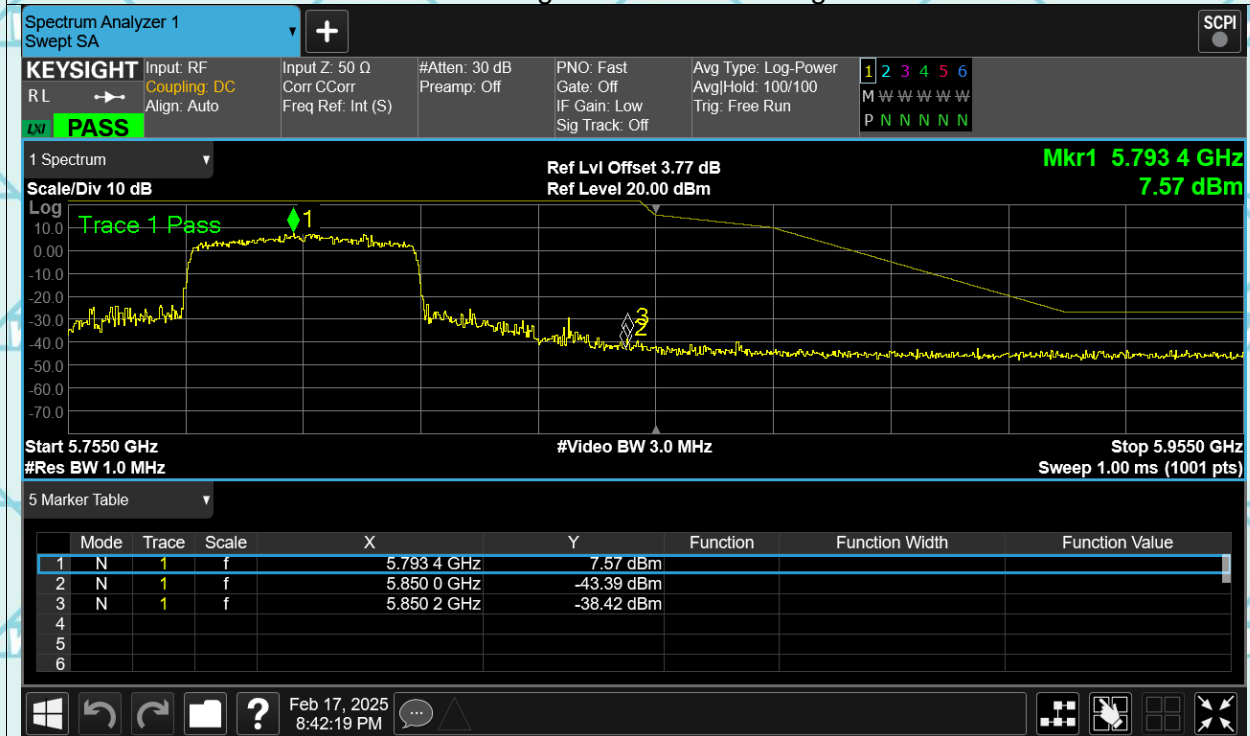 Spectrum Analyzer 1
Swept SA
+
SCPI
KEYSIGHT
RL
LXI PASS
Input: RF
Coupling: DC
Align: Auto
Input Z: 50 Ω
Corr CCorr
Freq Ref: Int (S)
#Atten: 30 dB
Preamp: Off
PNO: Fast
Gate: Off
IF Gain: Low
Sig Track: Off
Avg Type: Log-Power
Avg|Hold: 100/100
Trig: Free Run
1 2 3 4 5 6
M W W W W W
P N N N N N
1 Spectrum
Scale/Div 10 dB
Ref Lvl Offset 3.77 dB
Ref Level 20.00 dBm
Mkr1 5.793 4 GHz
7.57 dBm
Log
Trace 1 Pass
1
3
2
10.0
0.00
-10.0
-20.0
-30.0
-40.0
-50.0
-60.0
-70.0
Start 5.7550 GHz
#Video BW 3.0 MHz
Stop 5.9550 GHz
#Res BW 1.0 MHz
Sweep 1.00 ms (1001 pts)
5 Marker Table
Mode Trace Scale X Y Function Function Width Function Value
1 N 1 f 5.793 4 GHz 7.57 dBm
2 N 1 f 5.850 0 GHz -43.39 dBm
3 N 1 f 5.850 2 GHz -38.42 dBm
4
5
6
?
Feb 17, 2025
8:42:19 PM